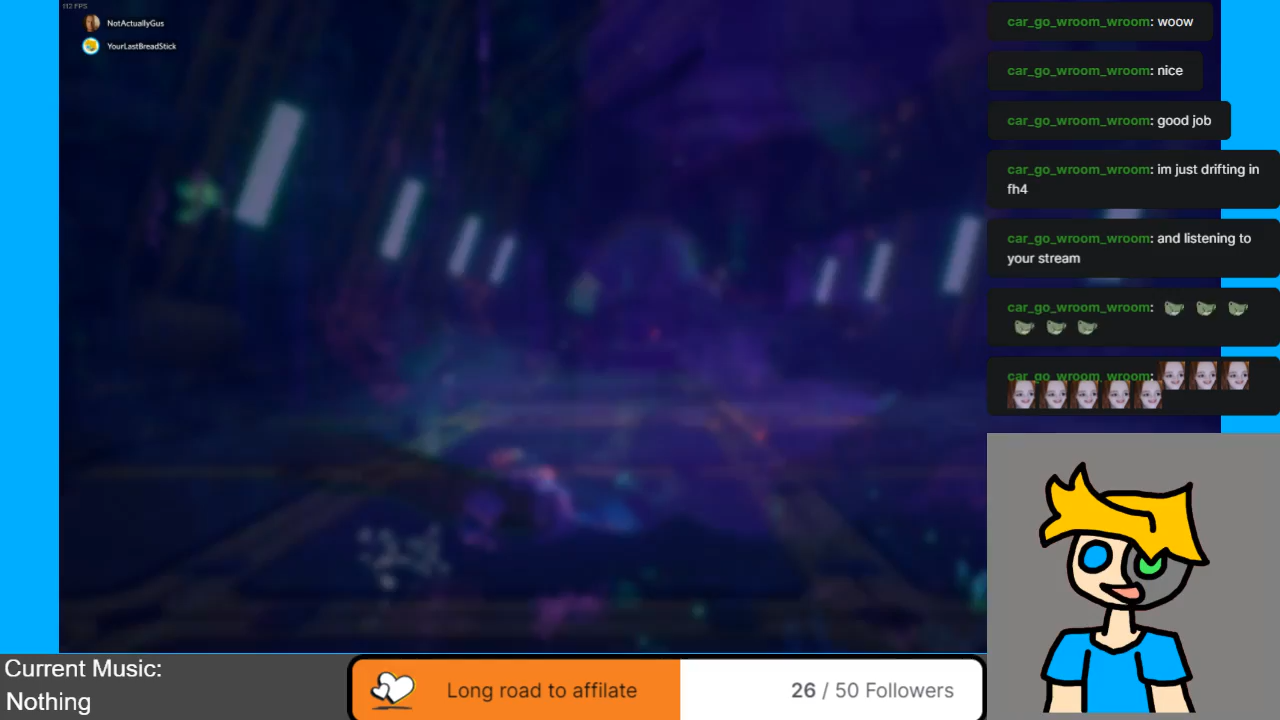 112 FPS
NotActuallyGus
YourLastBreadStick
car_go_wroom_wroom: woow
car_go_wroom_wroom: nice
car_go_wroom_wroom: good job
car_go_wroom_wroom: im just drifting in
fh4
car_go_wroom_wroom: and listening to
your stream
car_go_wroom_wroom:
car_go_wroom_wroom:
Current Music:
Nothing
Long road to affilate
26 / 50 Followers